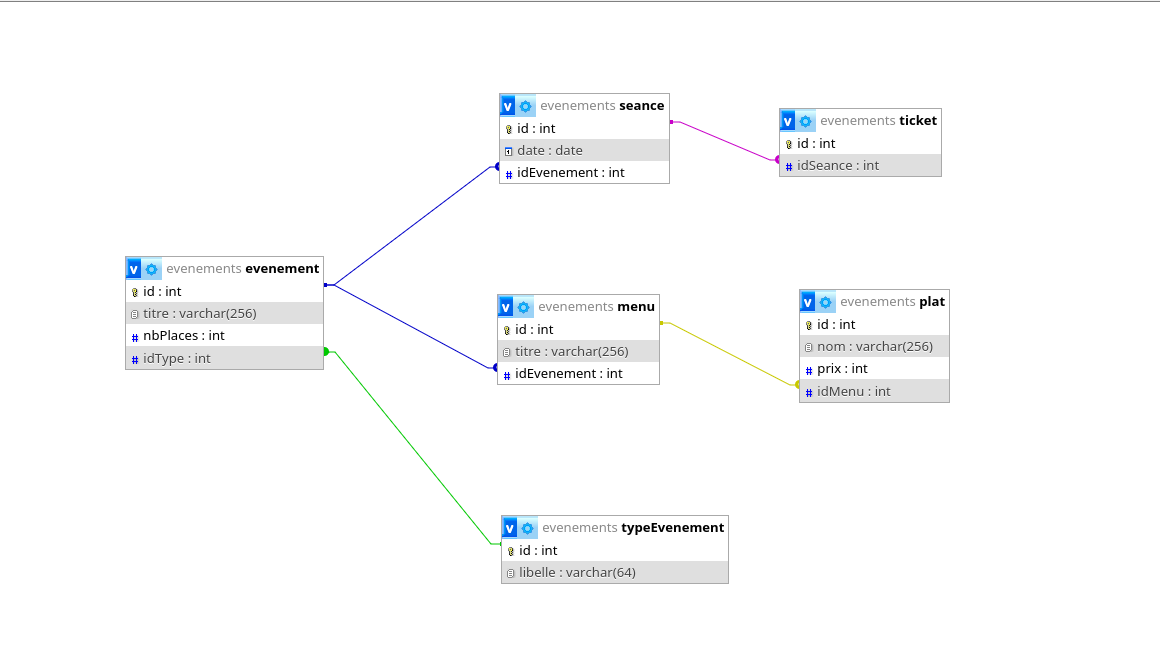 v evenements seance
id : int
date : date
idEvenement : int
v evenements ticket
id : int
# idSeance : int
v evenements evenement
id : int
titre : varchar(256)
# nbPlaces : int
# idType : int
v evenements menu
id : int
titre : varchar(256)
# idEvenement : int
v evenements plat
id : int
nom : varchar(256)
# prix : int
# idMenu : int
v evenements typeEvenement
id : int
libelle : varchar(64)